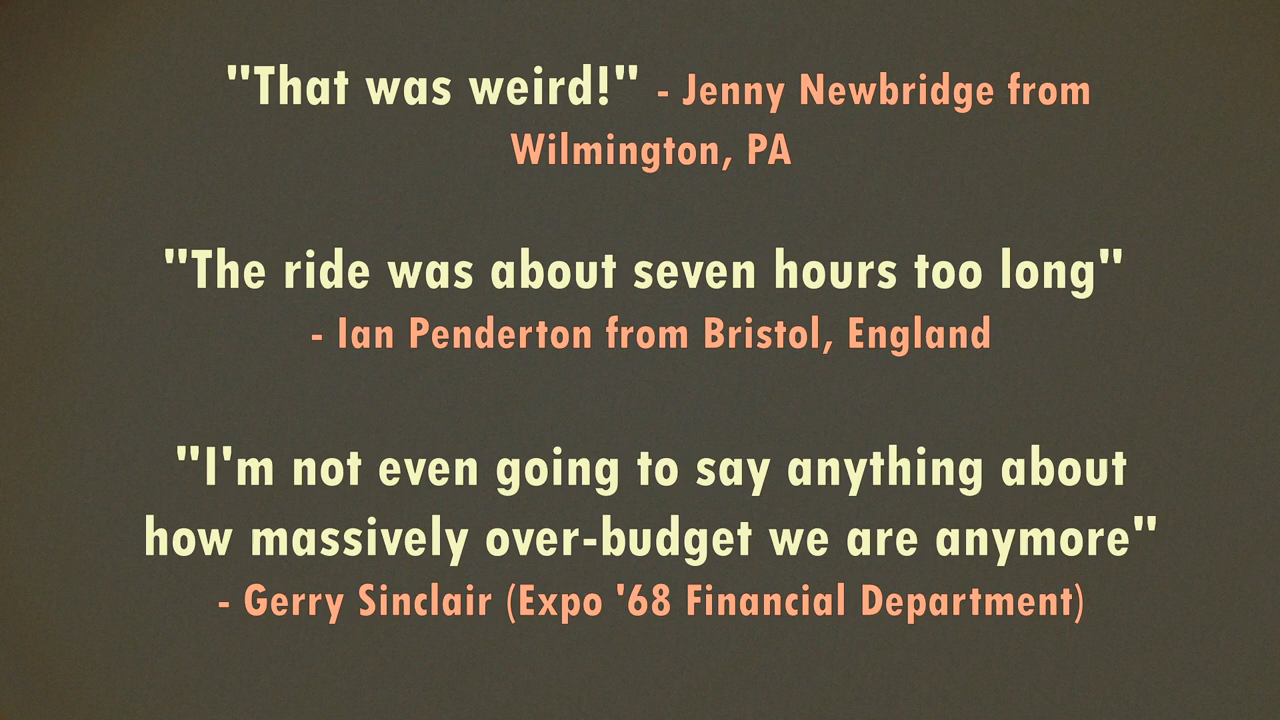 "That was weird!" - Jenny Newbridge from
Wilmington, PA
"The ride was about seven hours too long"
- Ian Penderton from Bristol, England
"I'm not even going to say anything about
how massively over-budget we are anymore"
- Gerry Sinclair (Expo '68 Financial Department)